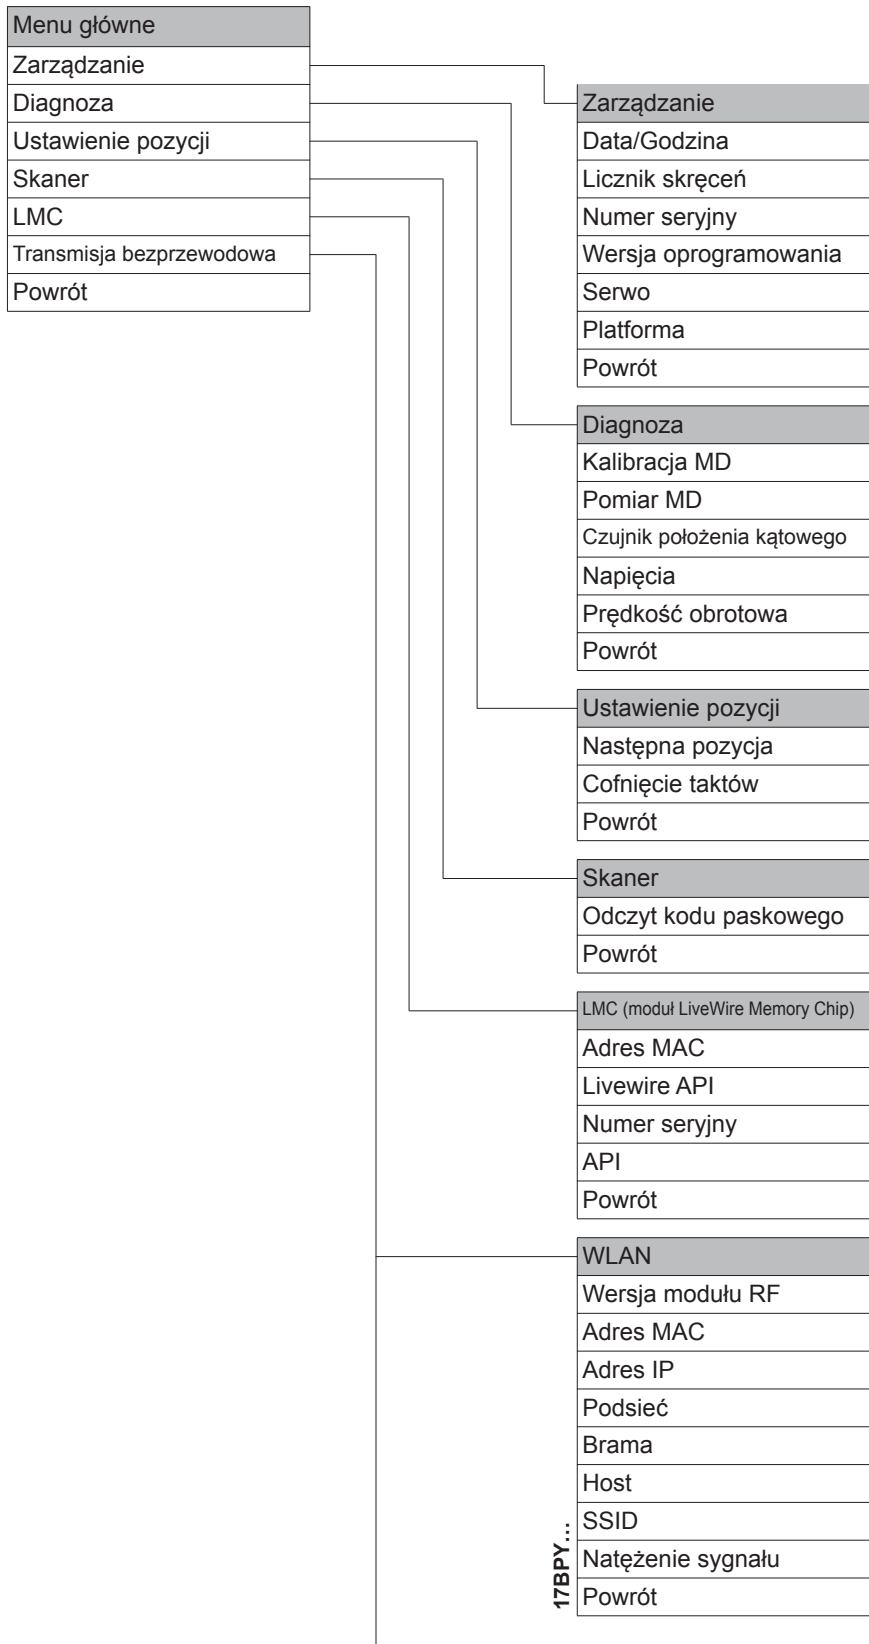 Menu główne
Zarządzanie
Diagnoza
Ustawienie pozycji
Skaner
LMC
Transmisja bezprzewodowa
Powrót
Zarządzanie
Data/Godzina
Licznik skręceń
Numer seryjny
Wersja oprogramowania
Serwo
Platforma
Powrót
Diagnoza
Kalibracja MD
Pomiar MD
Czujnik położenia kątowego
Napięcia
Prędkość obrotowa
Powrót
Ustawienie pozycji
Następna pozycja
Cofnięcie taktów
Powrót
Skaner
Odczyt kodu paskowego
Powrót
LMC (moduł LiveWire Memory Chip)
Adres MAC
Livewire API
Numer seryjny
API
Powrót
WLAN
Wersja modułu RF
Adres MAC
Adres IP
Podsieć
Brama
Host
SSID
Natężenie sygnału
Powrót
17BPY...